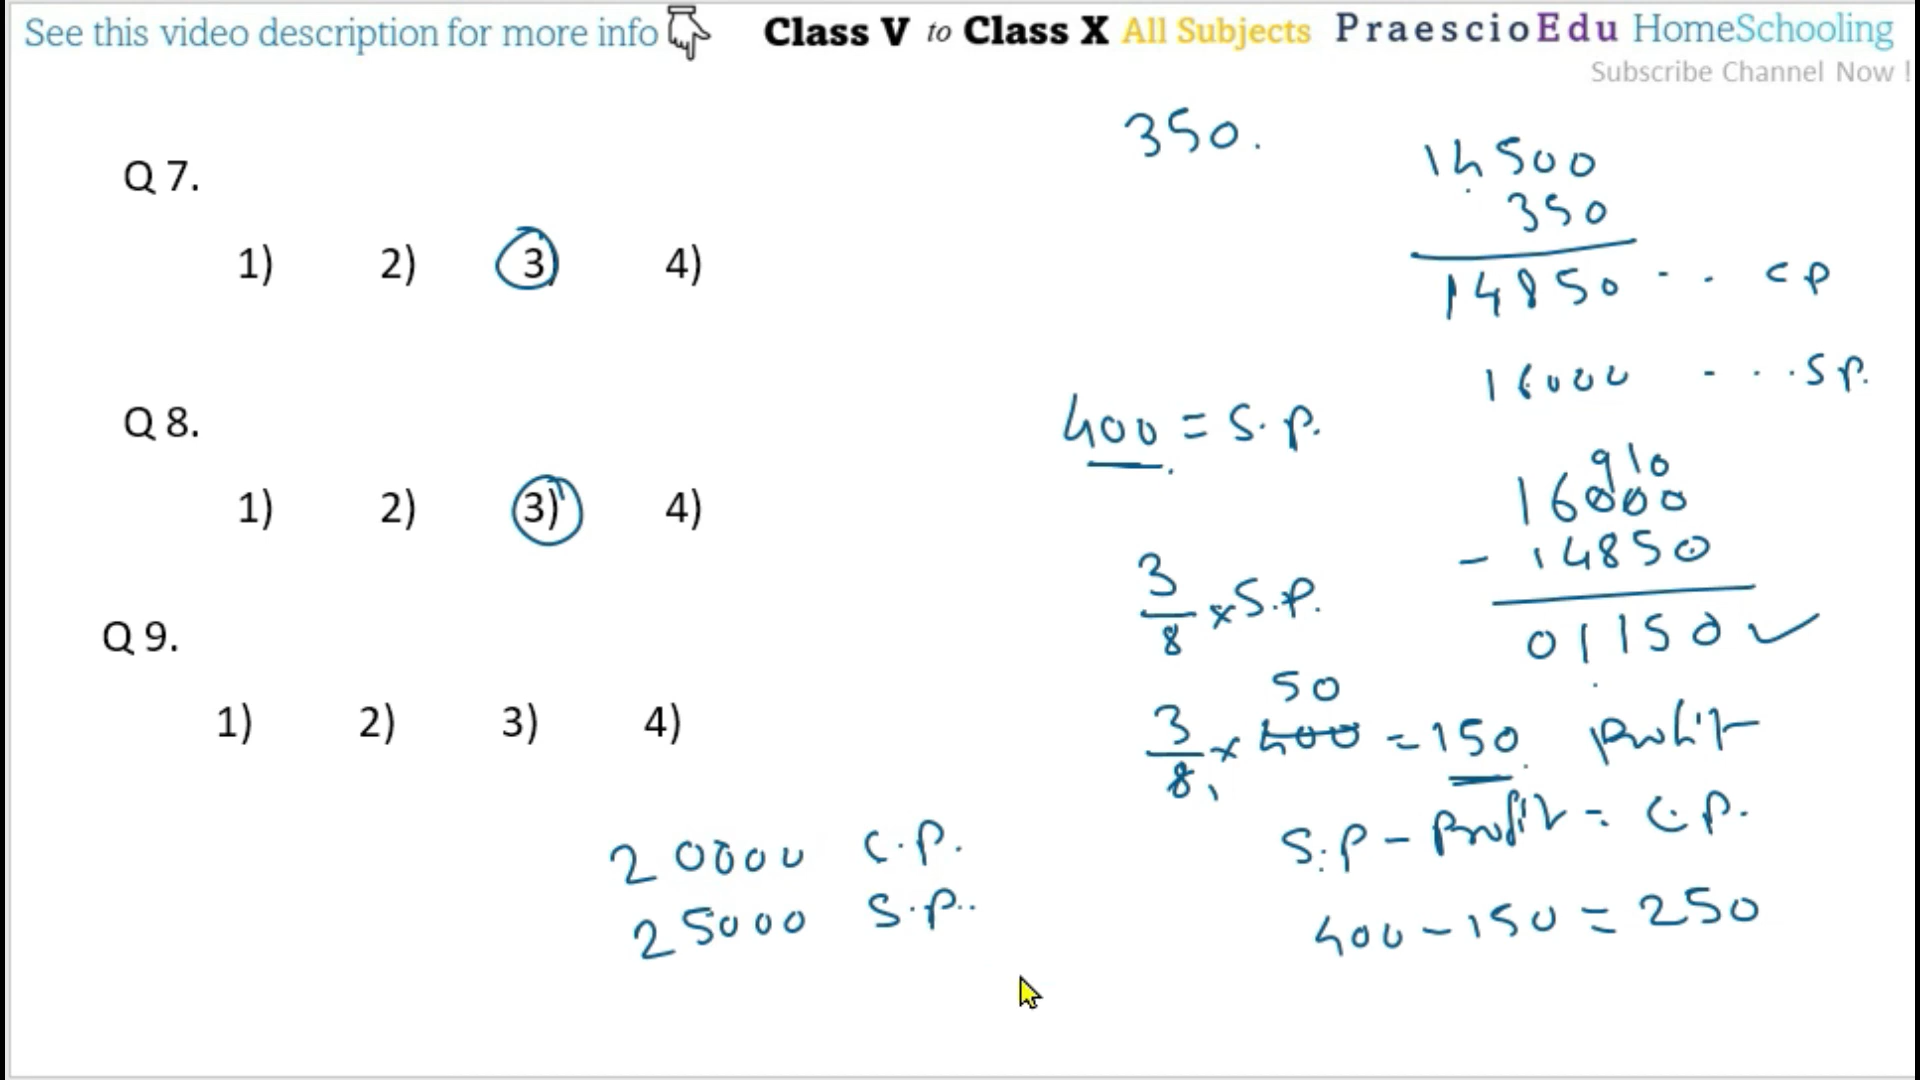 See this video description for more info Class V to Class X All Subjects PraescioEdu HomeSchooling
Subscribe Channel Now !
350.
14500
350
Q 7.
1) 2) 3) 4)
14850 - . CP
16000 - . . S P.
Q 8.
400 = S. P.
910
16000
1) 2) 3) 4)
- 14850
3/8 × S.P.
01150 ✓
Q 9.
50
1) 2) 3) 4)
3/8 × 400 = 150 profit
1
S.P - Profit = C.P.
20000 C.P.
25000 S.P..
400 - 150 = 250